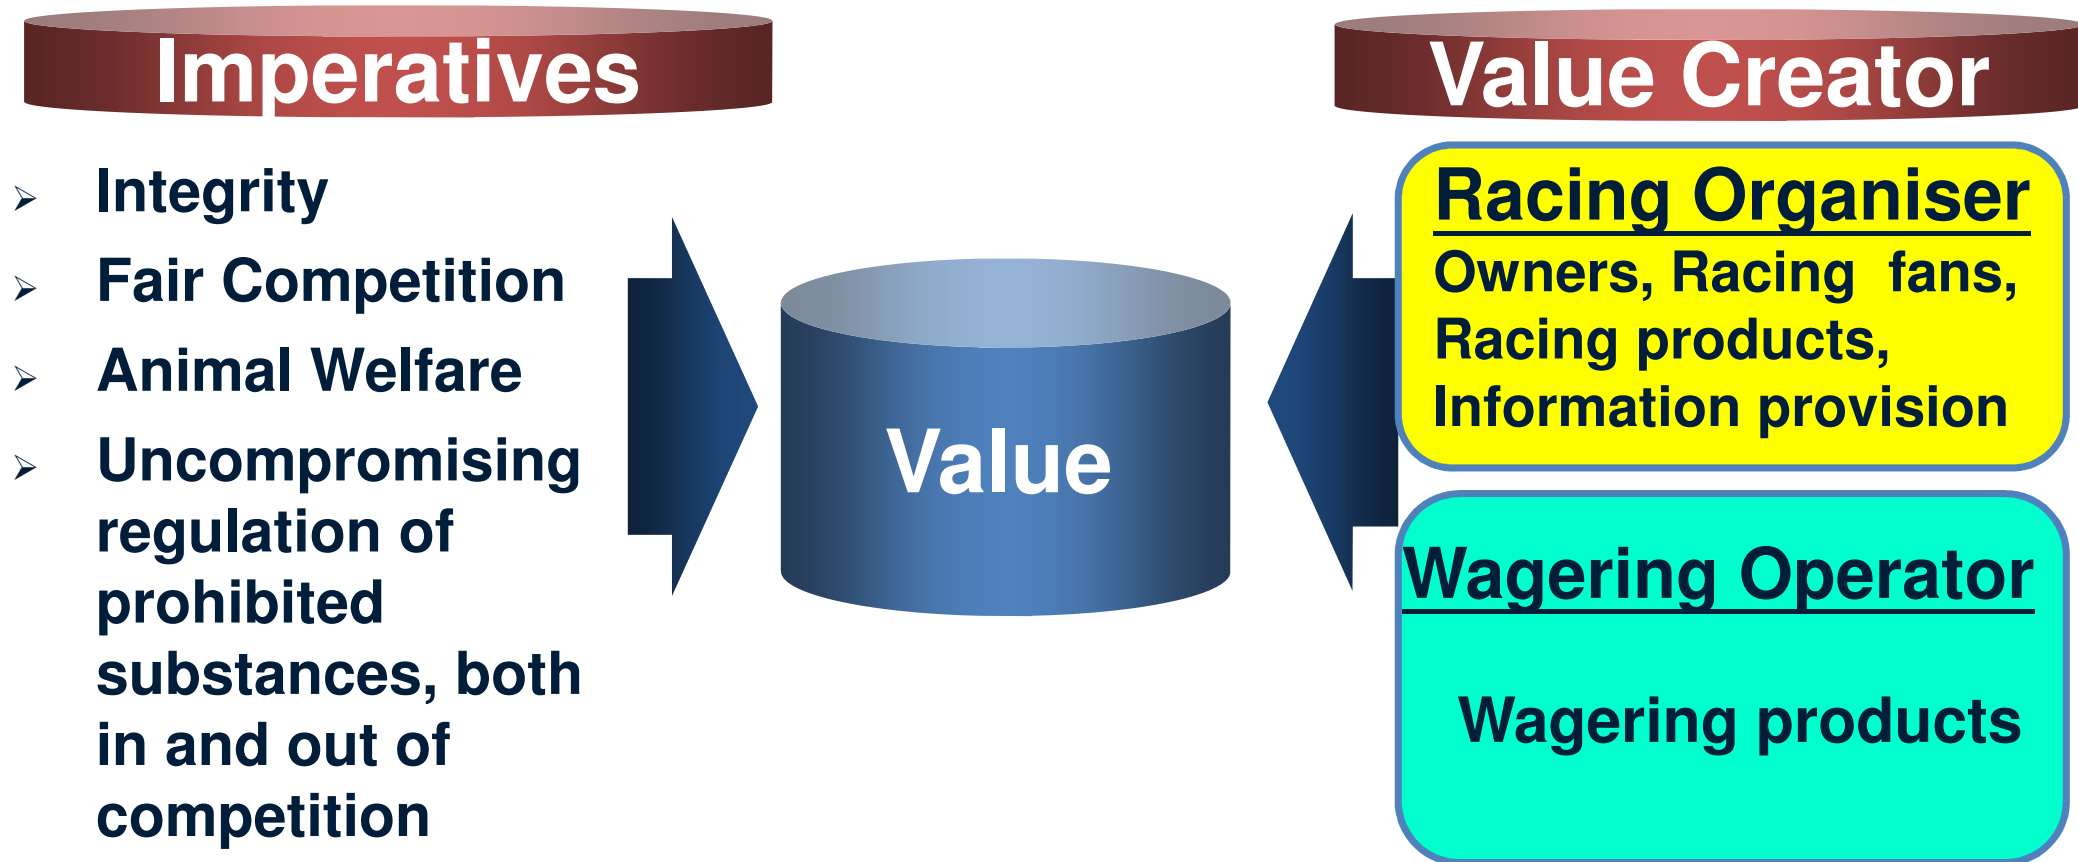 Imperatives
➢ Integrity
➢ Fair Competition
➢ Animal Welfare
➢ Uncompromising
regulation of
prohibited
substances, both
in and out of
competition
Value
Value Creator
Racing Organiser
Owners, Racing fans,
Racing products,
Information provision
Wagering Operator
Wagering products